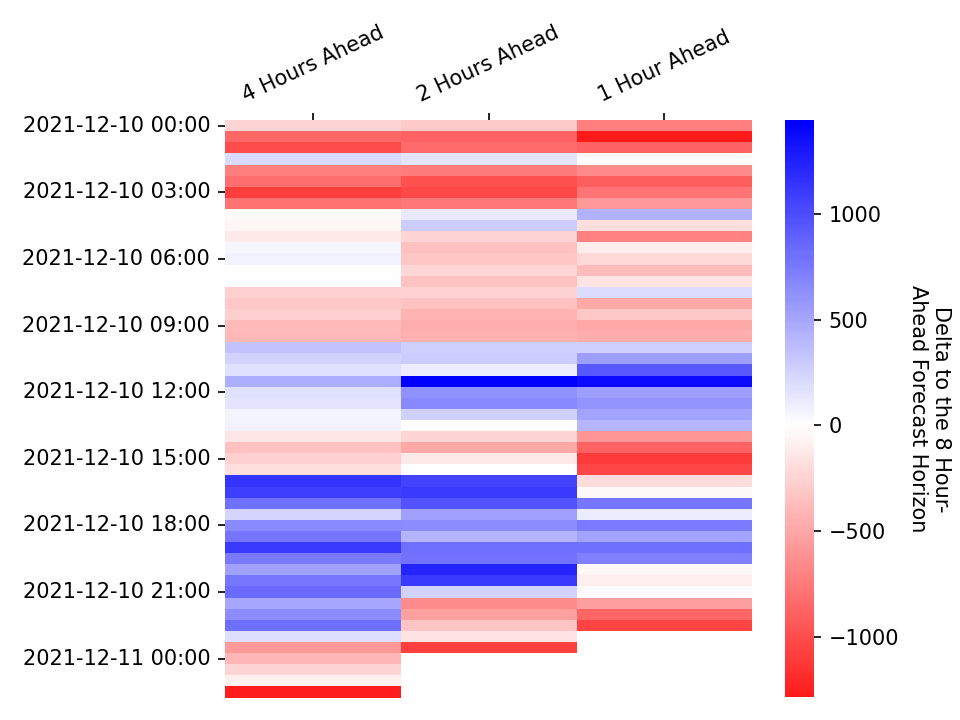 4 Hours Ahead
2 Hours Ahead
1 Hour Ahead
2021-12-10 00:00
2021-12-10 03:00
2021-12-10 06:00
2021-12-10 09:00
2021-12-10 12:00
2021-12-10 15:00
2021-12-10 18:00
2021-12-10 21:00
2021-12-11 00:00
1000
500
0
−500
−1000
Delta to the 8 Hour-
Ahead Forecast Horizon